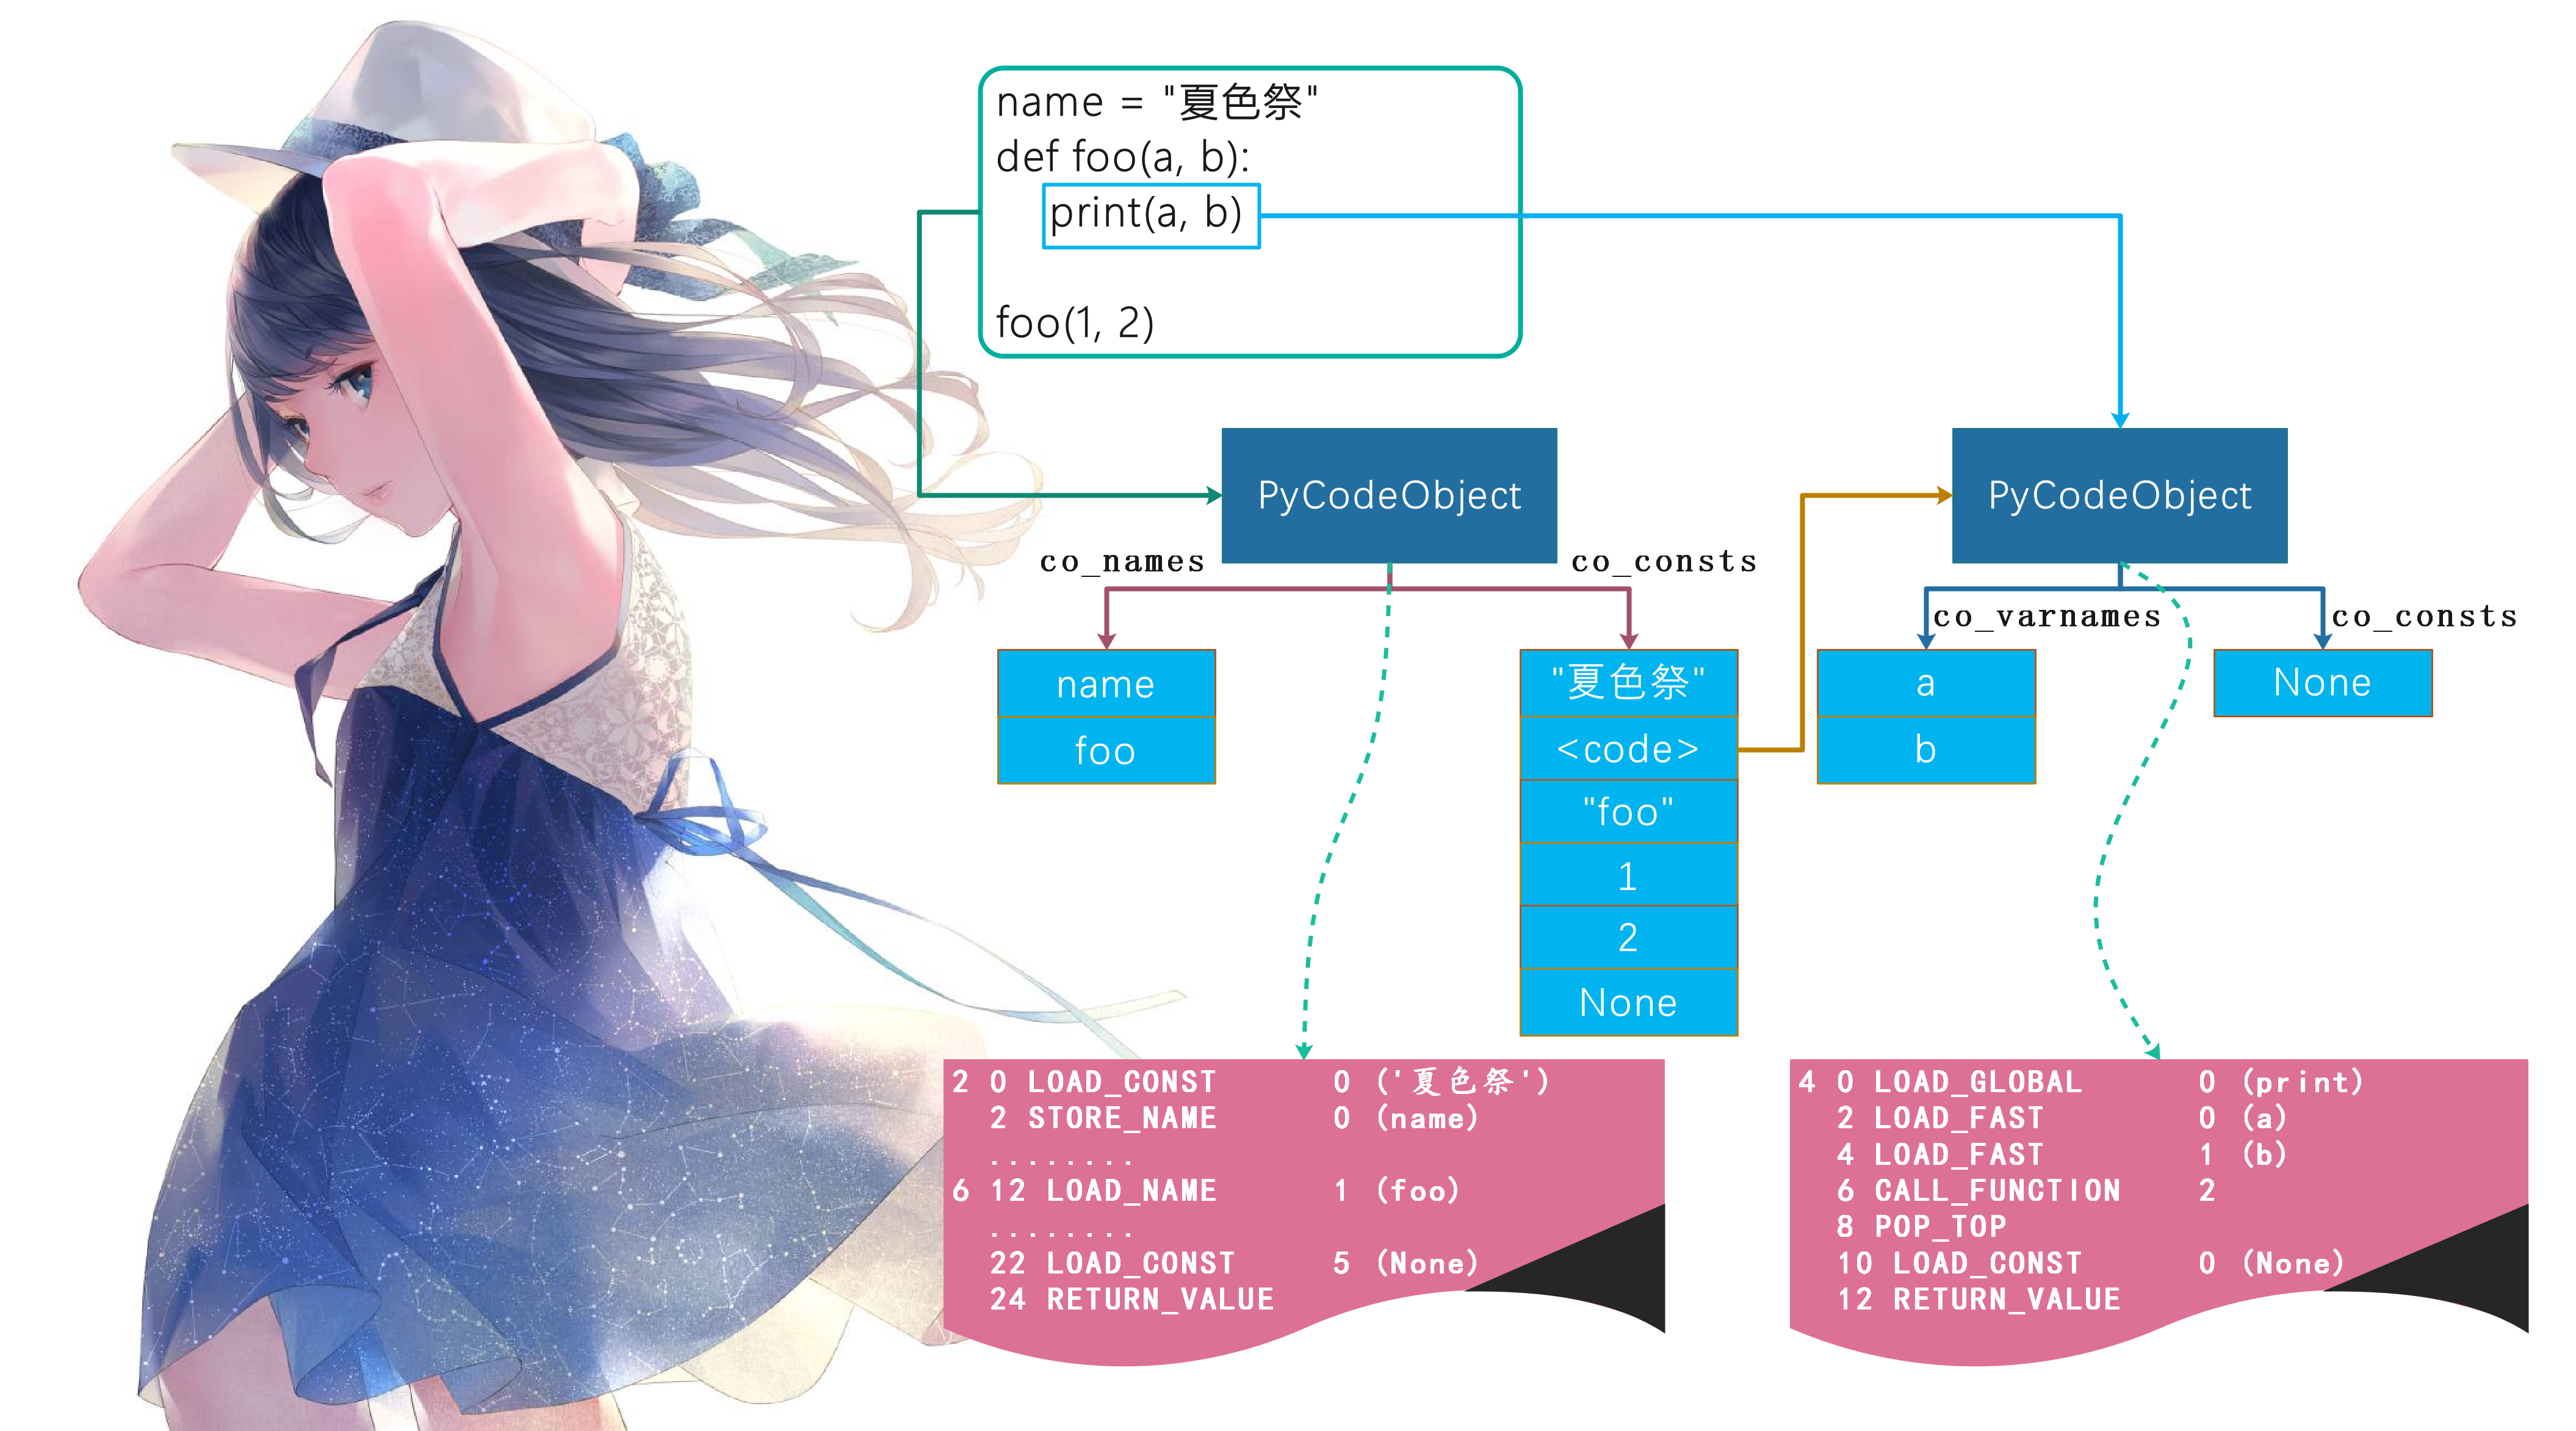 name = "夏色祭"
def foo(a, b):
print(a, b)
foo(1, 2)
PyCodeObject
PyCodeObject
co_names
co_consts
co_varnames
co_consts
name
foo
"夏色祭"
<code>
"foo"
1
2
None
a
b
None
2 0 LOAD_CONST 0 ('夏色祭')
2 STORE_NAME 0 (name)
........
6 12 LOAD_NAME 1 (foo)
........
22 LOAD_CONST 5 (None)
24 RETURN_VALUE
4 0 LOAD_GLOBAL 0 (print)
2 LOAD_FAST 0 (a)
4 LOAD_FAST 1 (b)
6 CALL_FUNCTION 2
8 POP_TOP
10 LOAD_CONST 0 (None)
12 RETURN_VALUE